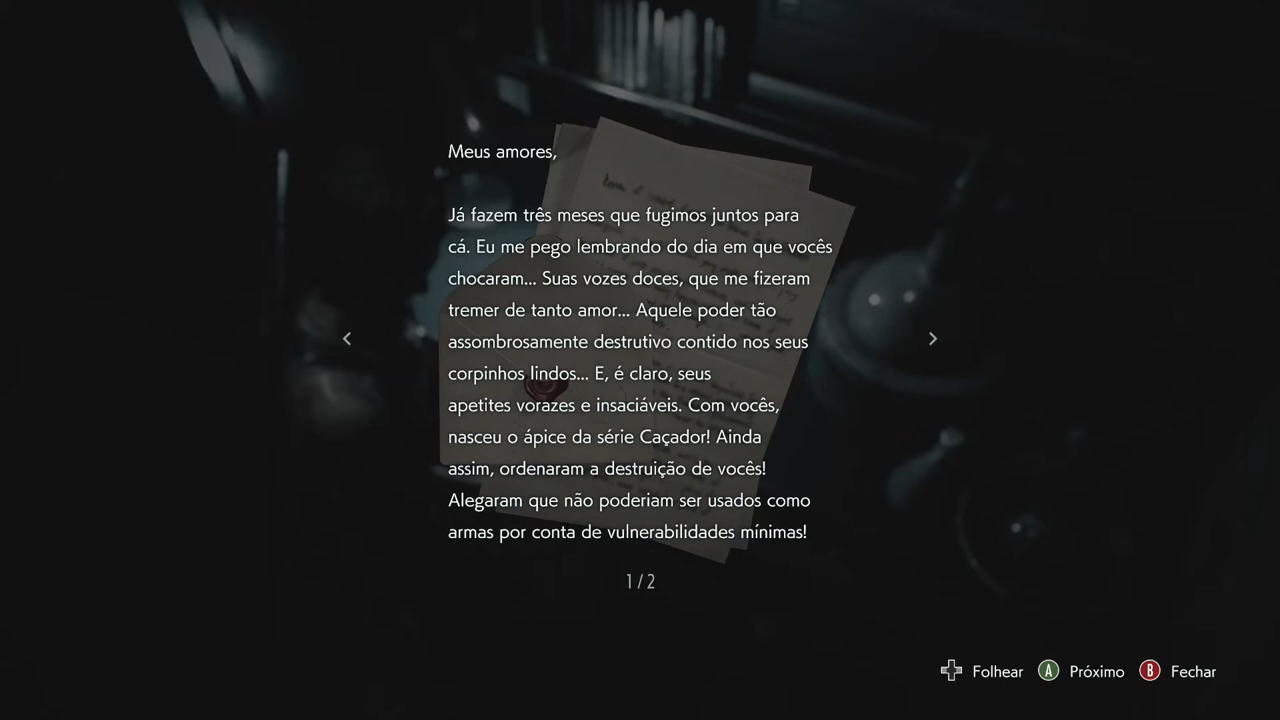 Meus amores,
Já fazem três meses que fugimos juntos para
cá. Eu me pego lembrando do dia em que vocês
chocaram... Suas vozes doces, que me fizeram
tremer de tanto amor... Aquele poder tão
assombrosamente destrutivo contido nos seus
corpinhos lindos... E, é claro, seus
apetites vorazes e insaciáveis. Com vocês,
nasceu o ápice da série Caçador! Ainda
assim, ordenaram a destruição de vocês!
Alegaram que não poderiam ser usados como
armas por conta de vulnerabilidades mínimas!
1 / 2
Folhear A Próximo B Fechar